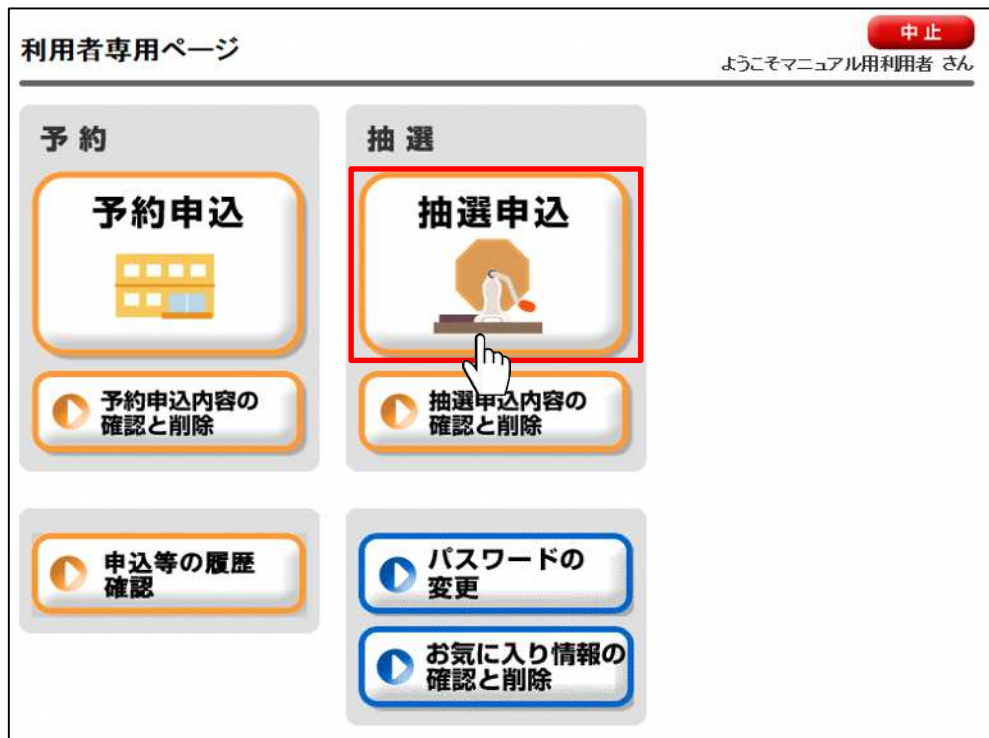 利用者専用ページ
中止
ようこそマニュアル用利用者 さん
予約
予約申込
予約申込内容の
確認と削除
抽選
抽選申込
抽選申込内容の
確認と削除
申込等の履歴
確認
パスワードの
変更
お気に入り情報の
確認と削除